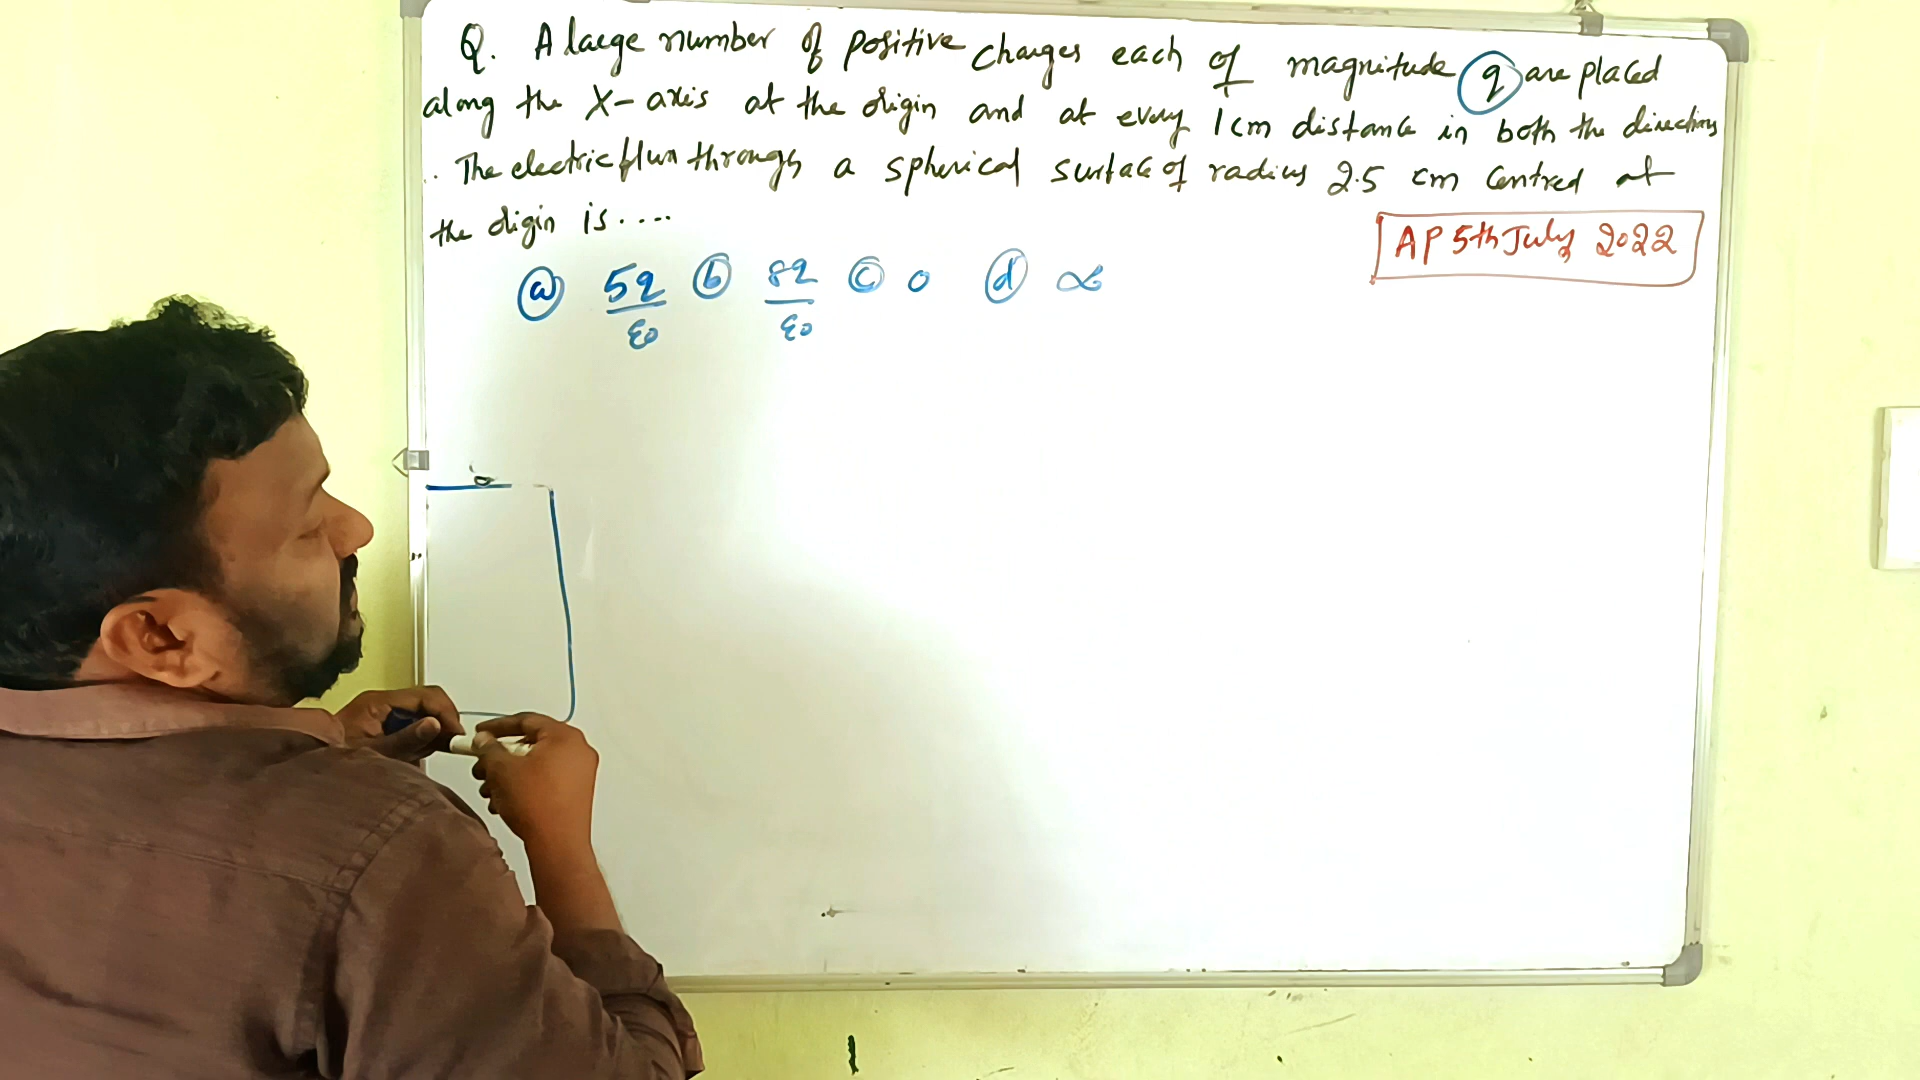 Q. A large number of positive charges each of magnitude q are placed
along the X-axis at the origin and at every 1cm distance in both the directions
. The electric flux through a spherical surface of radius 2.5 cm centred at
the origin is....
AP 5th July 2022
(a) 5q/ε0 (b) 8q/ε0 (c) 0 (d) ∞